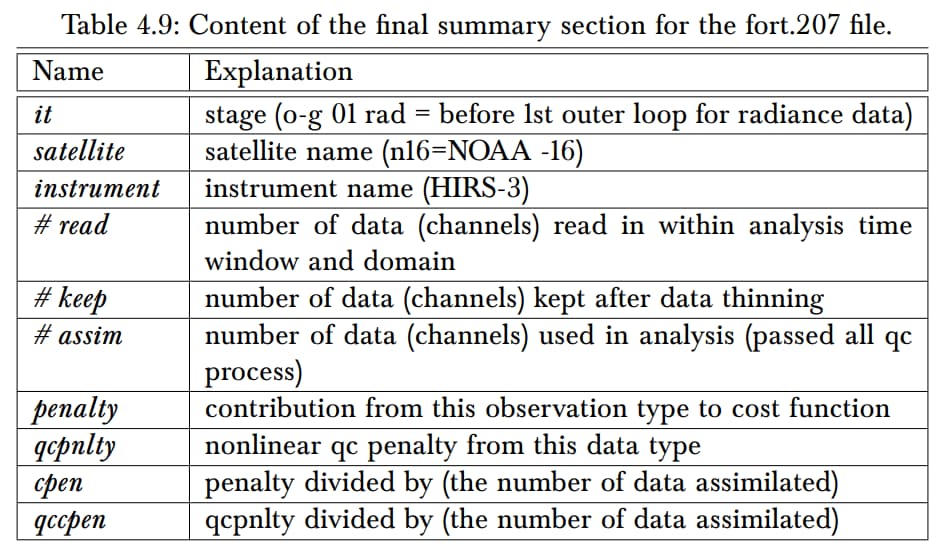 Table 4.9: Content of the final summary section for the fort.207 file.
Name Explanation
it stage (o-g 01 rad = before 1st outer loop for radiance data)
satellite satellite name (n16=NOAA -16)
instrument instrument name (HIRS-3)
# read number of data (channels) read in within analysis time
window and domain
# keep number of data (channels) kept after data thinning
# assim number of data (channels) used in analysis (passed all qc
process)
penalty contribution from this observation type to cost function
qcpnlty nonlinear qc penalty from this data type
cpen penalty divided by (the number of data assimilated)
qccpen qcpnlty divided by (the number of data assimilated)